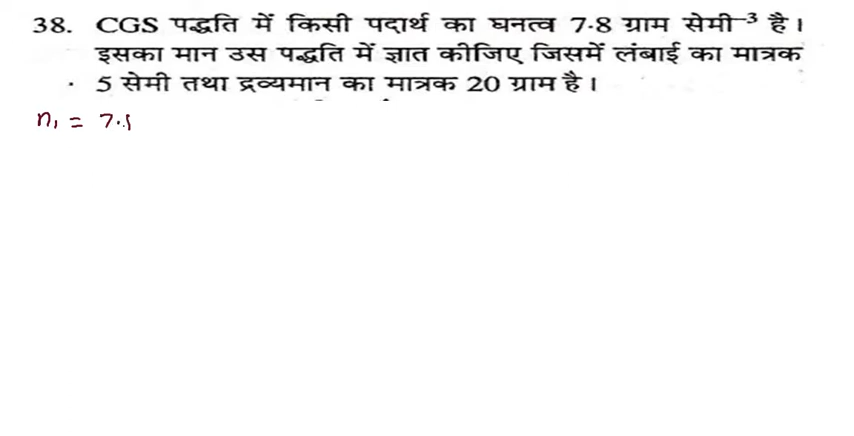 38. CGS पद्धति में किसी पदार्थ का घनत्व 7·8 ग्राम सेमी⁻³ है।
इसका मान उस पद्धति में ज्ञात कीजिए जिसमें लंबाई का मात्रक
5 सेमी तथा द्रव्यमान का मात्रक 20 ग्राम है।
n₁ = 7.